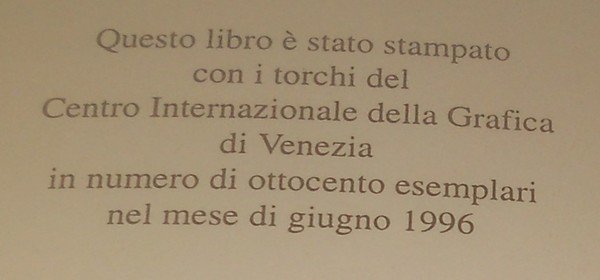 Questo libro è stato stampato
con i torchi del
Centro Internazionale della Grafica
di Venezia
in numero di ottocento esemplari
nel mese di giugno 1996